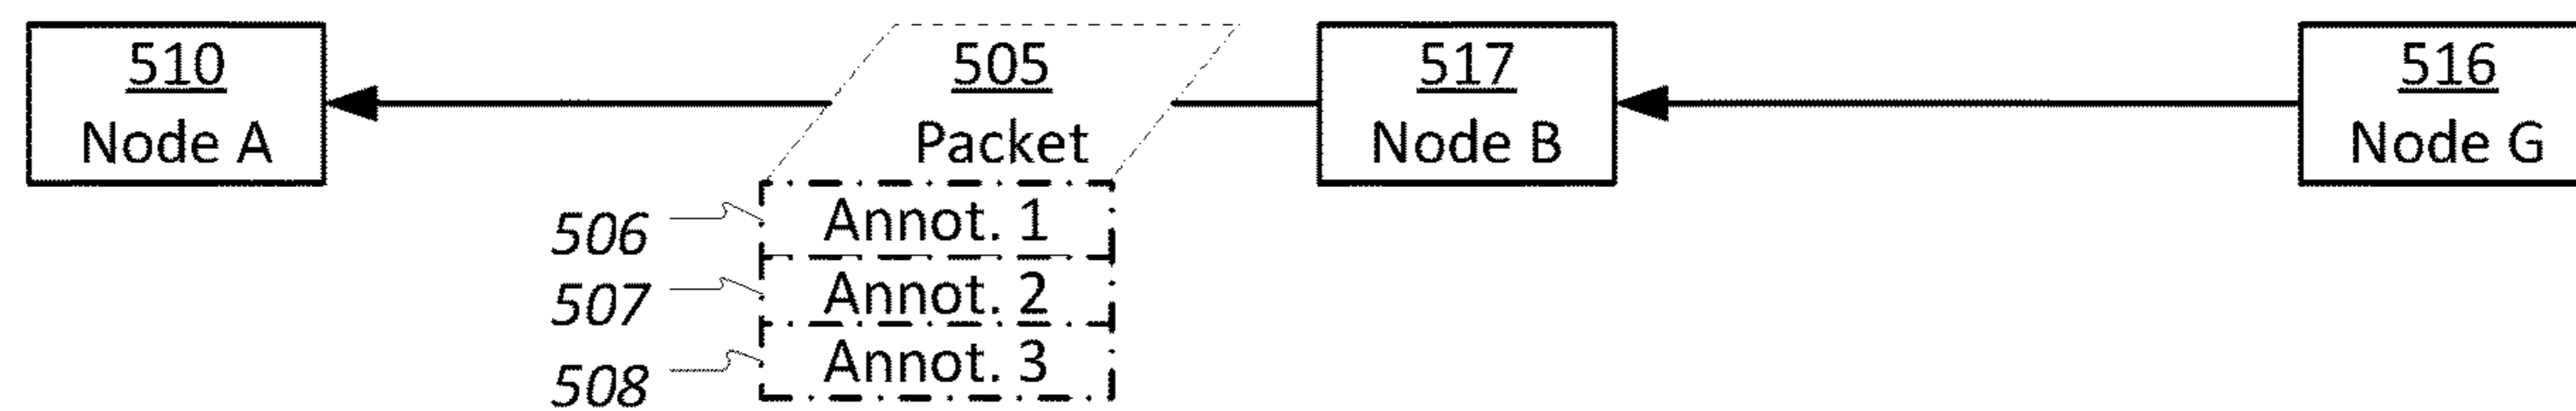 510
Node A
505
Packet
517
Node B
516
Node G
506
Annot. 1
507
Annot. 2
508
Annot. 3